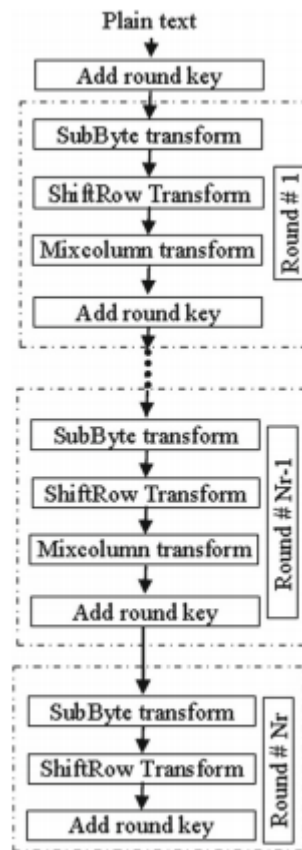 Plain text
Add round key
SubByte transform
ShiftRow Transform
Mixcolumn transform
Add round key
Round # 1
SubByte transform
ShiftRow Transform
Mixcolumn transform
Add round key
Round # Nr-1
SubByte transform
ShiftRow Transform
Add round key
Round # Nr